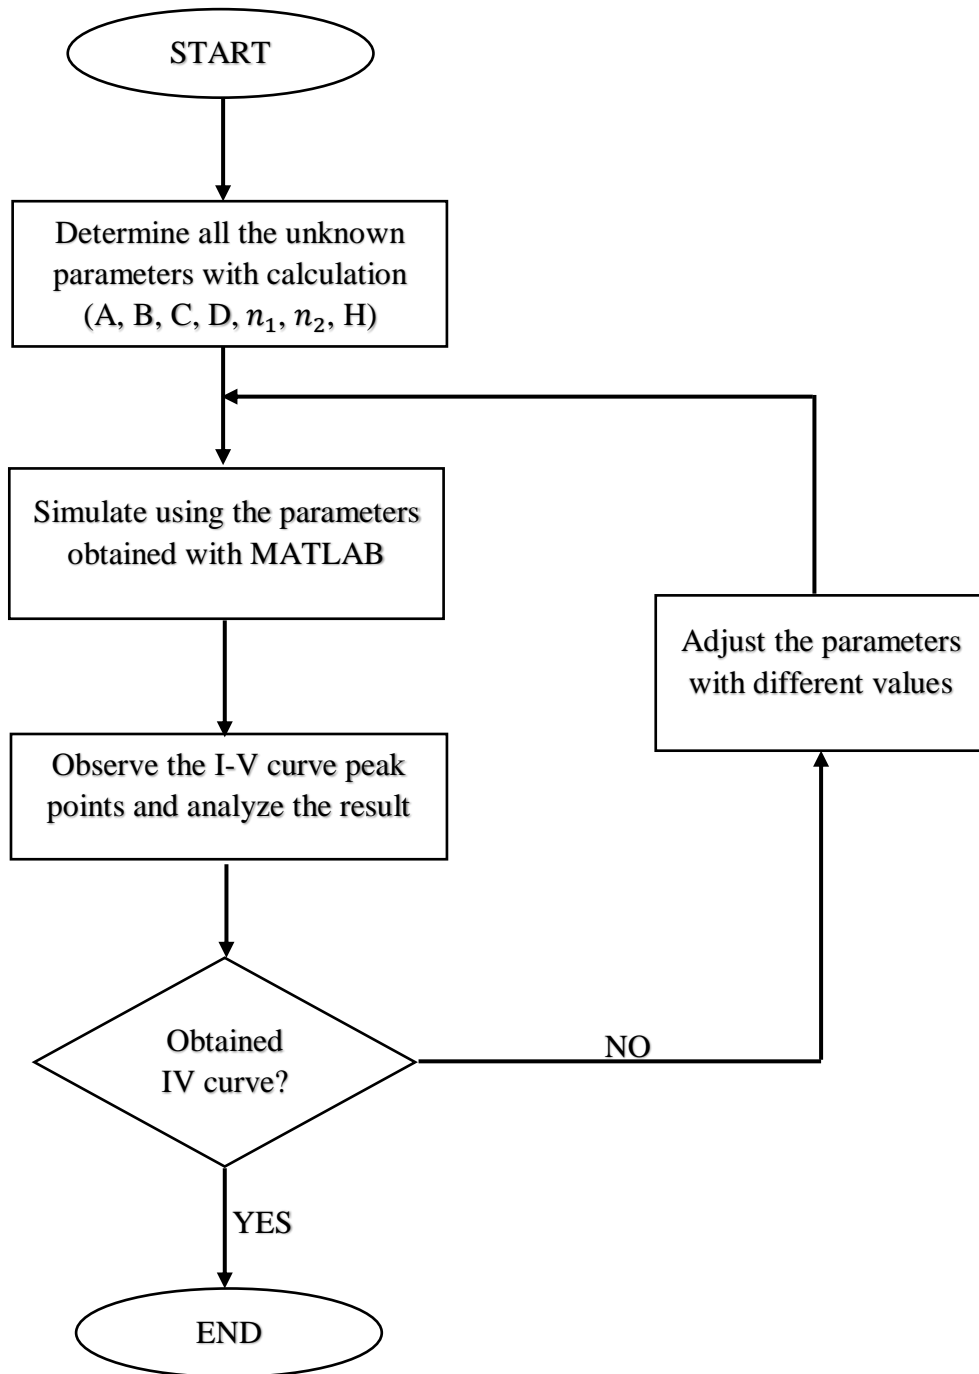 START
Determine all the unknown
parameters with calculation
(A, B, C, D, n₁, n₂, H)
Simulate using the parameters
obtained with MATLAB
Adjust the parameters
with different values
Observe the I-V curve peak
points and analyze the result
Obtained
IV curve?
NO
YES
END